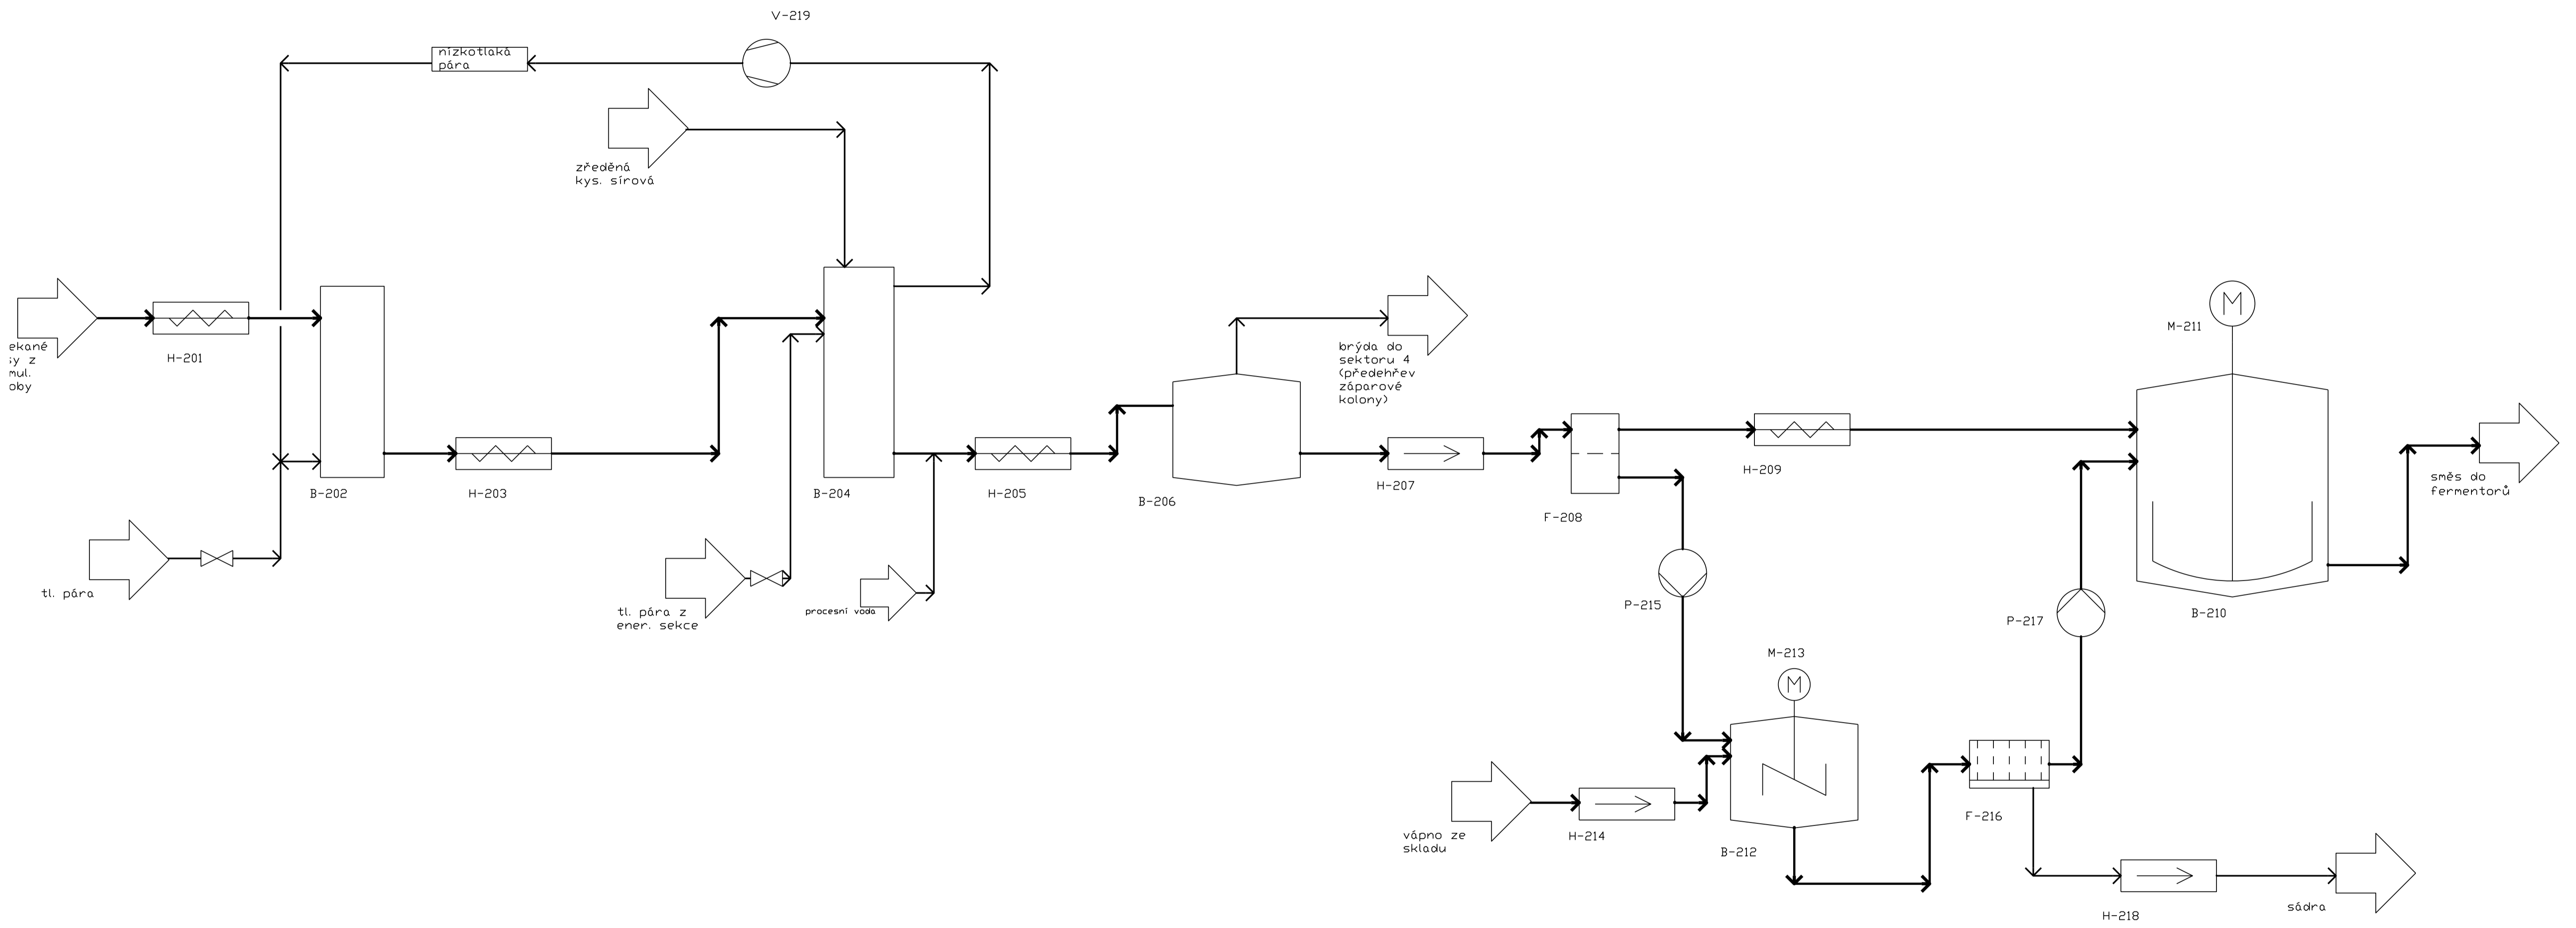 V-219
nízkotlaká
pára
zředěná
kys. sírová
ekané
y z
mul.
oby
H-201
B-202
H-203
B-204
H-205
tl. pára
tl. pára z
ener. sekce
procesní voda
B-206
brýda do
sektoru 4
(předehřev
záparové
kolony)
H-207
F-208
H-209
M-211
M
B-210
směs do
fermentorů
P-215
P-217
M-213
M
B-212
vápno ze
skladu
H-214
F-216
H-218
sádra